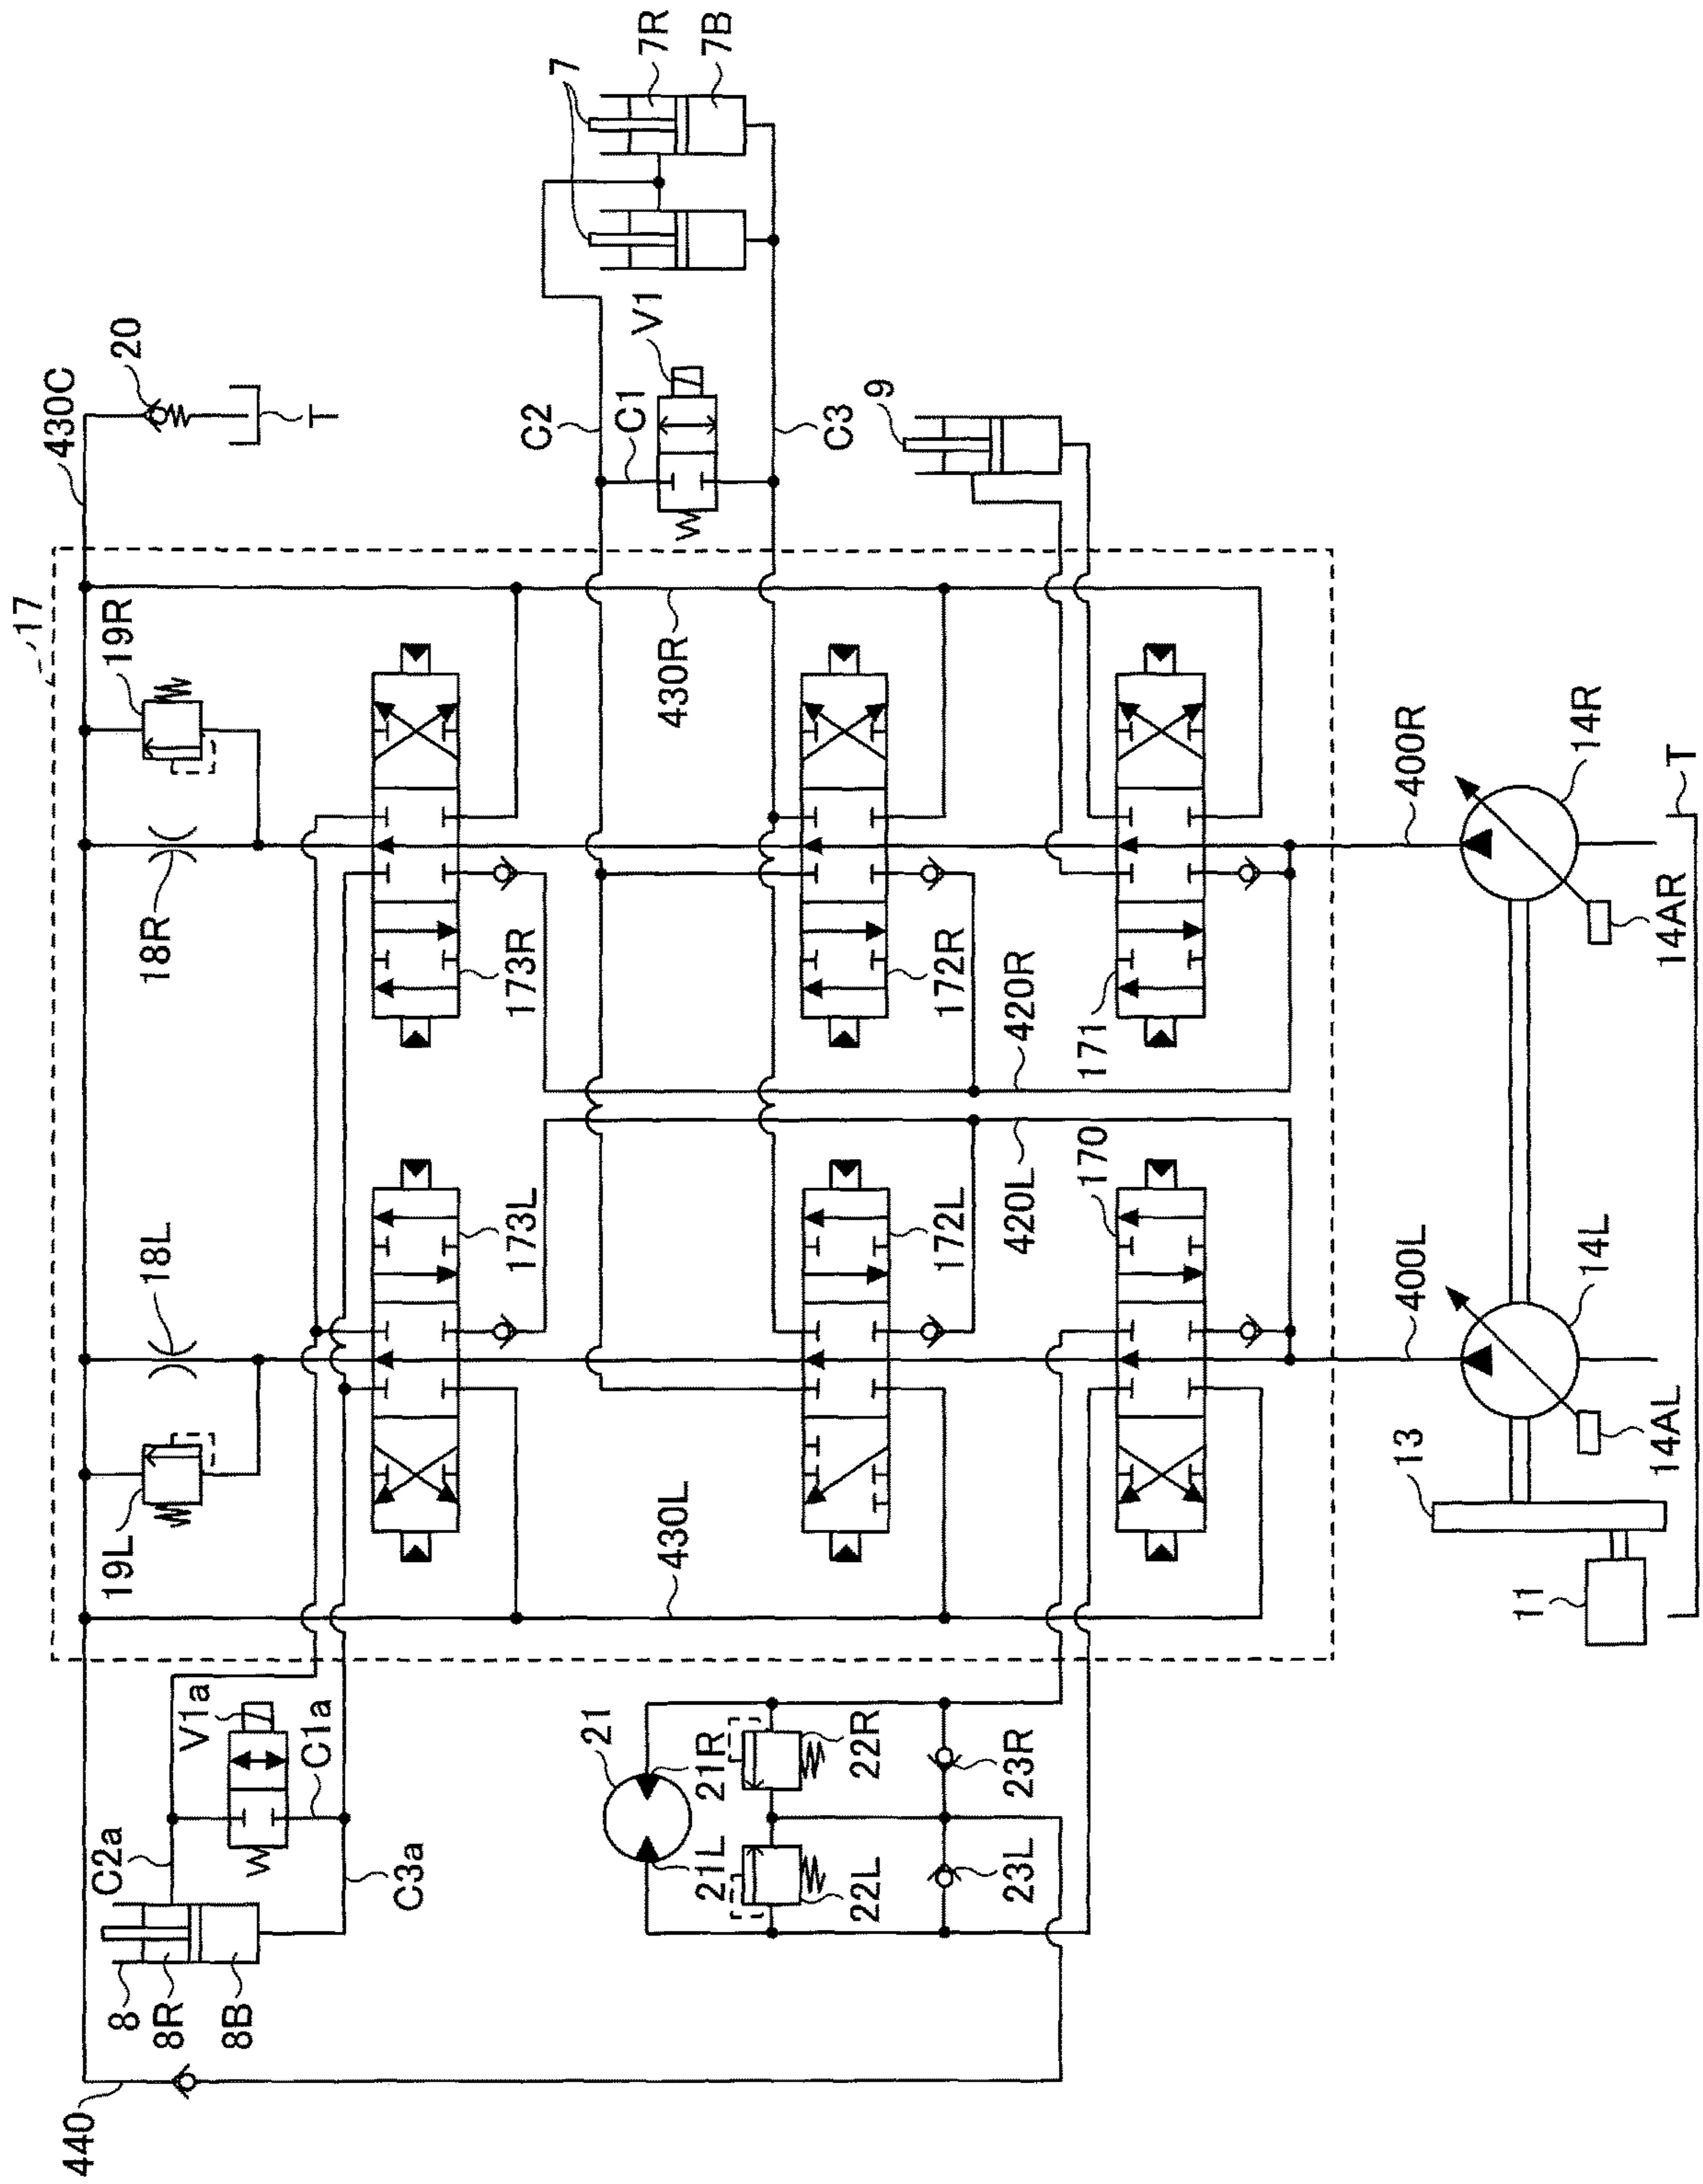 7R
7B
7
17
430C
20
T
19R
C2
C1
V1
C3
9
430R
18R
173R
172R
420R
171
400R
14R
T
14AR
18L
173L
172L
420L
170
400L
14L
14AL
19L
430L
13
11
V1a
C1a
C2a
C3a
8
8R
8B
21
21R
21L
22R
22L
23R
23L
440